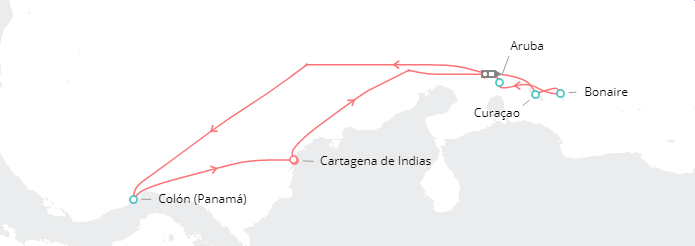 Aruba
Bonaire
Curaçao
Cartagena de Indias
Colón (Panamá)